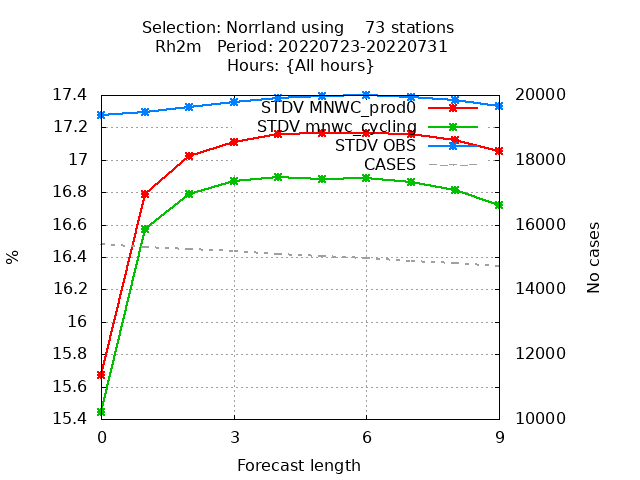 Selection: Norrland using    73 stations
Rh2m   Period: 20220723-20220731
Hours: {All hours}
17.4
17.2
17
16.8
16.6
16.4
16.2
16
15.8
15.6
15.4
%
STDV MNWC_prod0
STDV mnwc_cycling
STDV OBS
CASES
20000
18000
16000
14000
12000
10000
No cases
0 3 6 9
Forecast length